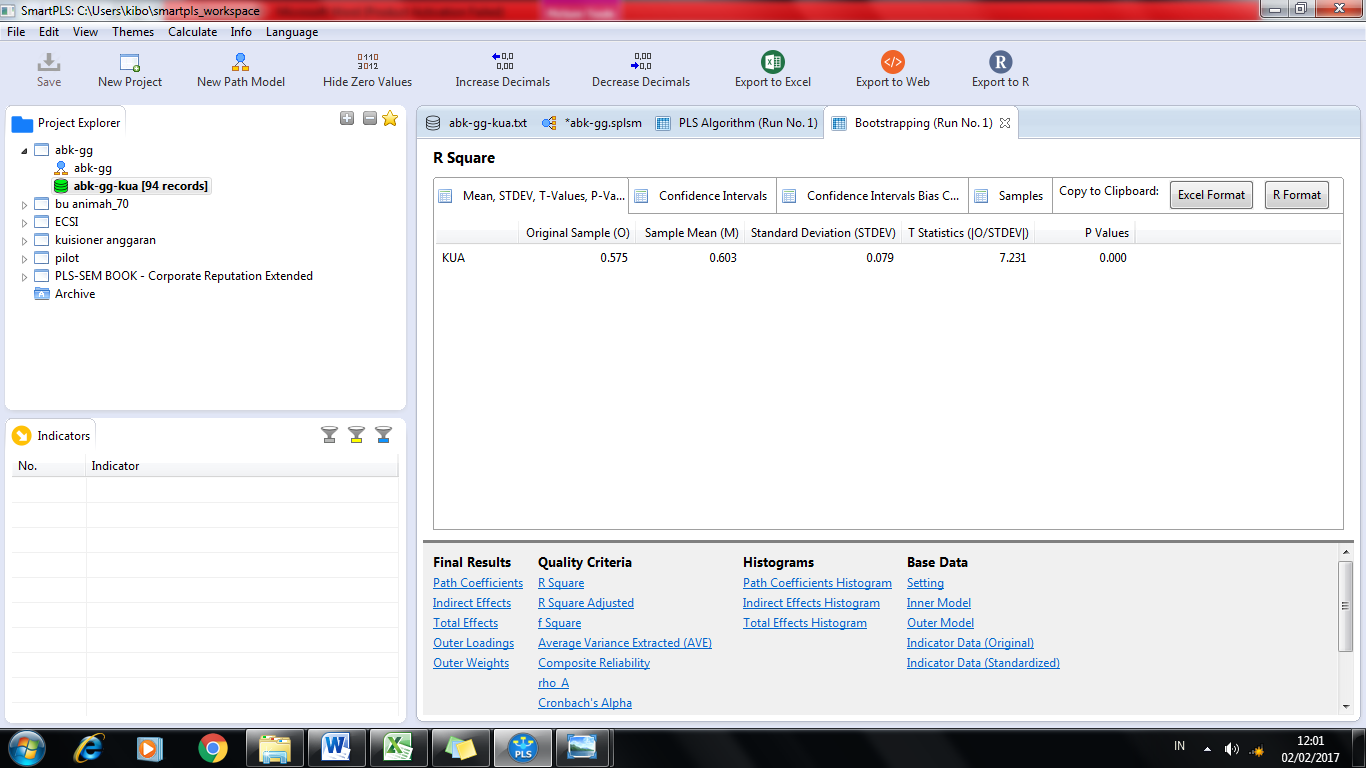 SmartPLS: C:\Users\kibo\smartpls_workspace
File Edit View Themes Calculate Info Language
Save New Project New Path Model Hide Zero Values Increase Decimals Decrease Decimals Export to Excel Export to Web Export to R
Project Explorer
abk-gg
abk-gg
abk-gg-kua [94 records]
bu animah_70
ECSI
kuisioner anggaran
pilot
PLS-SEM BOOK - Corporate Reputation Extended
Archive
Indicators
No. Indicator
abk-gg-kua.txt *abk-gg.splsm PLS Algorithm (Run No. 1) Bootstrapping (Run No. 1)
R Square
Mean, STDEV, T-Values, P-Va... Confidence Intervals Confidence Intervals Bias C... Samples Copy to Clipboard: Excel Format R Format
Original Sample (O) Sample Mean (M) Standard Deviation (STDEV) T Statistics (|O/STDEV|) P Values
KUA 0.575 0.603 0.079 7.231 0.000
Final Results Quality Criteria Histograms Base Data
Path Coefficients R Square Path Coefficients Histogram Setting
Indirect Effects R Square Adjusted Indirect Effects Histogram Inner Model
Total Effects f Square Total Effects Histogram Outer Model
Outer Loadings Average Variance Extracted (AVE) Indicator Data (Original)
Outer Weights Composite Reliability Indicator Data (Standardized)
rho_A
Cronbach's Alpha
IN 12:01
02/02/2017